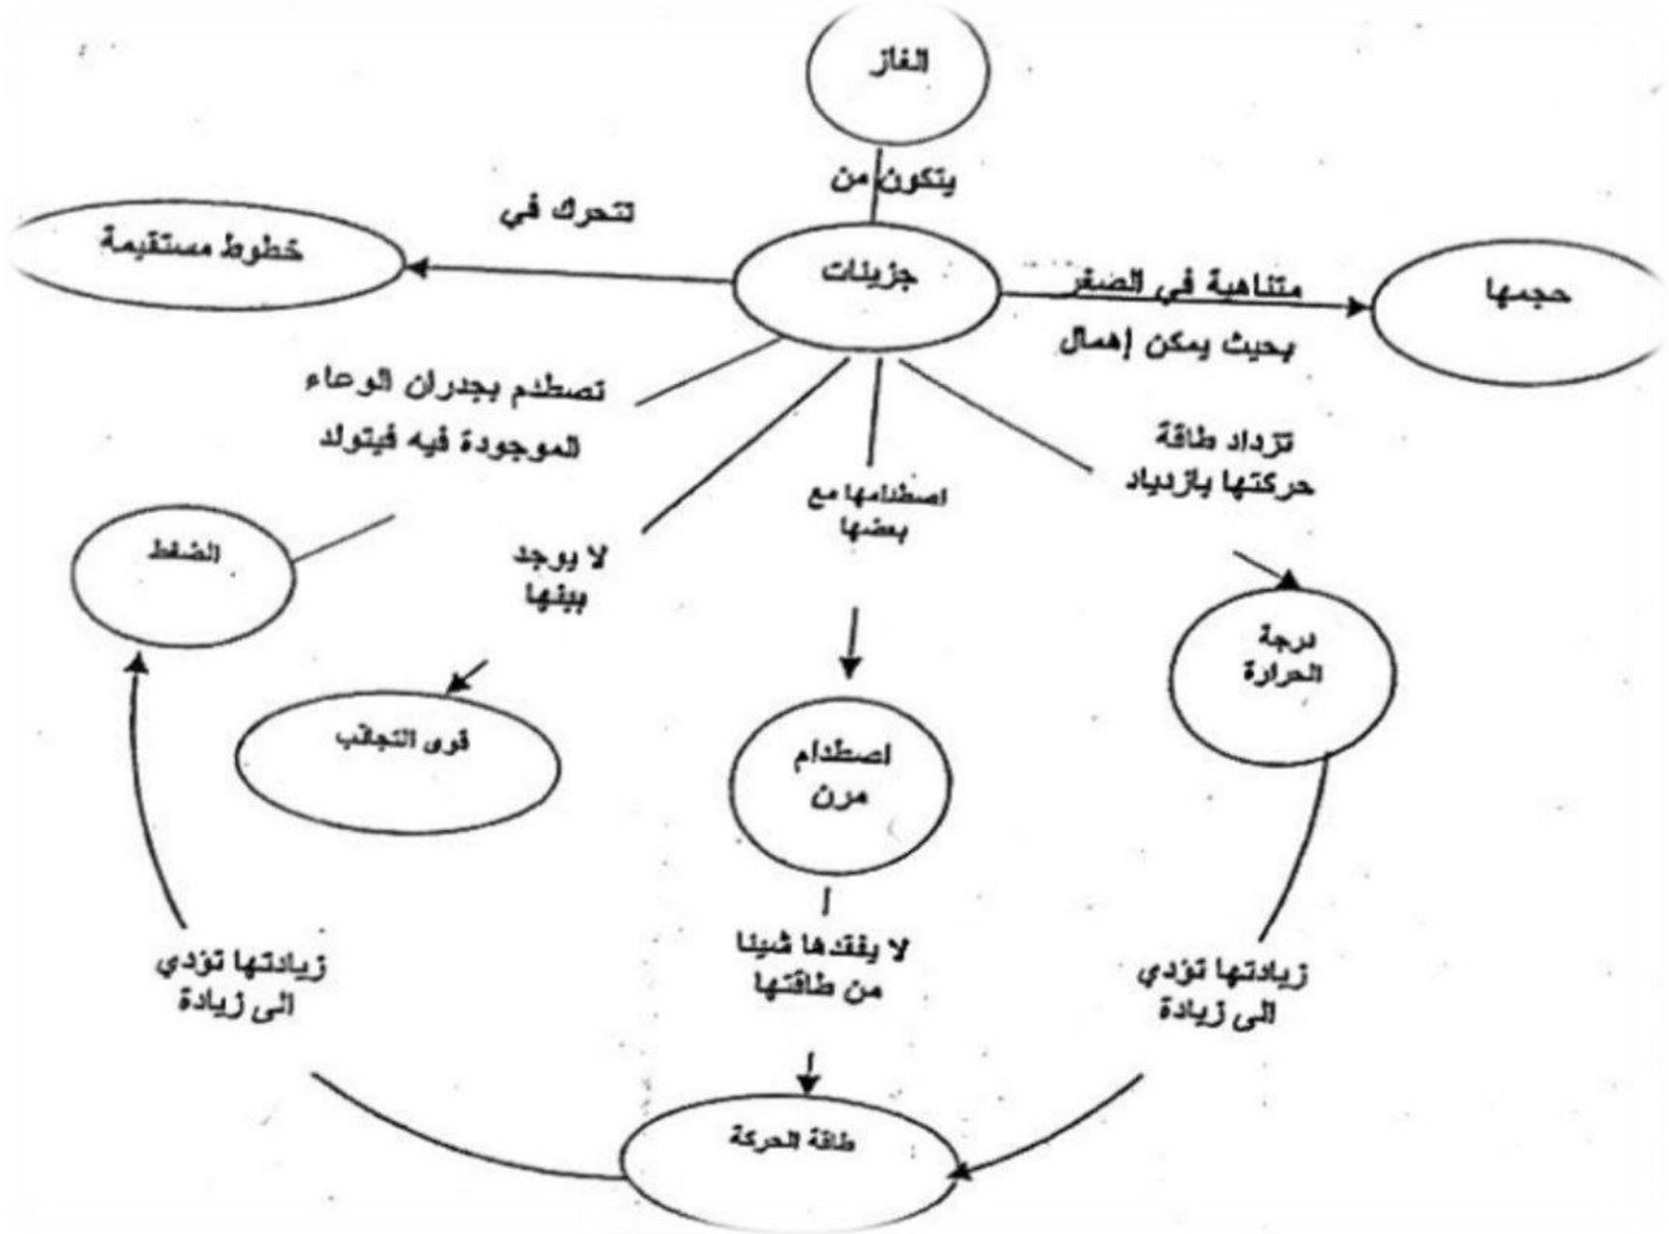 الغاز
يتكون من
تتحرك في
خطوط مستقيمة
جزيئات
متناهية في الصغر
بحيث يمكن إهمال
حجمها
تصطدم بجدران الوعاء
الموجودة فيه فيتولد
الضغط
لا يوجد
بينها
قوى التجاذب
اصطدامها مع
بعضها
اصطدام
مرن
تزداد طاقة
حركتها بازدياد
درجة
الحرارة
زيادتها تؤدي
الى زيادة
لا يفقدها شيئا
من طاقتها
زيادتها تؤدي
الى زيادة
طاقة الحركة